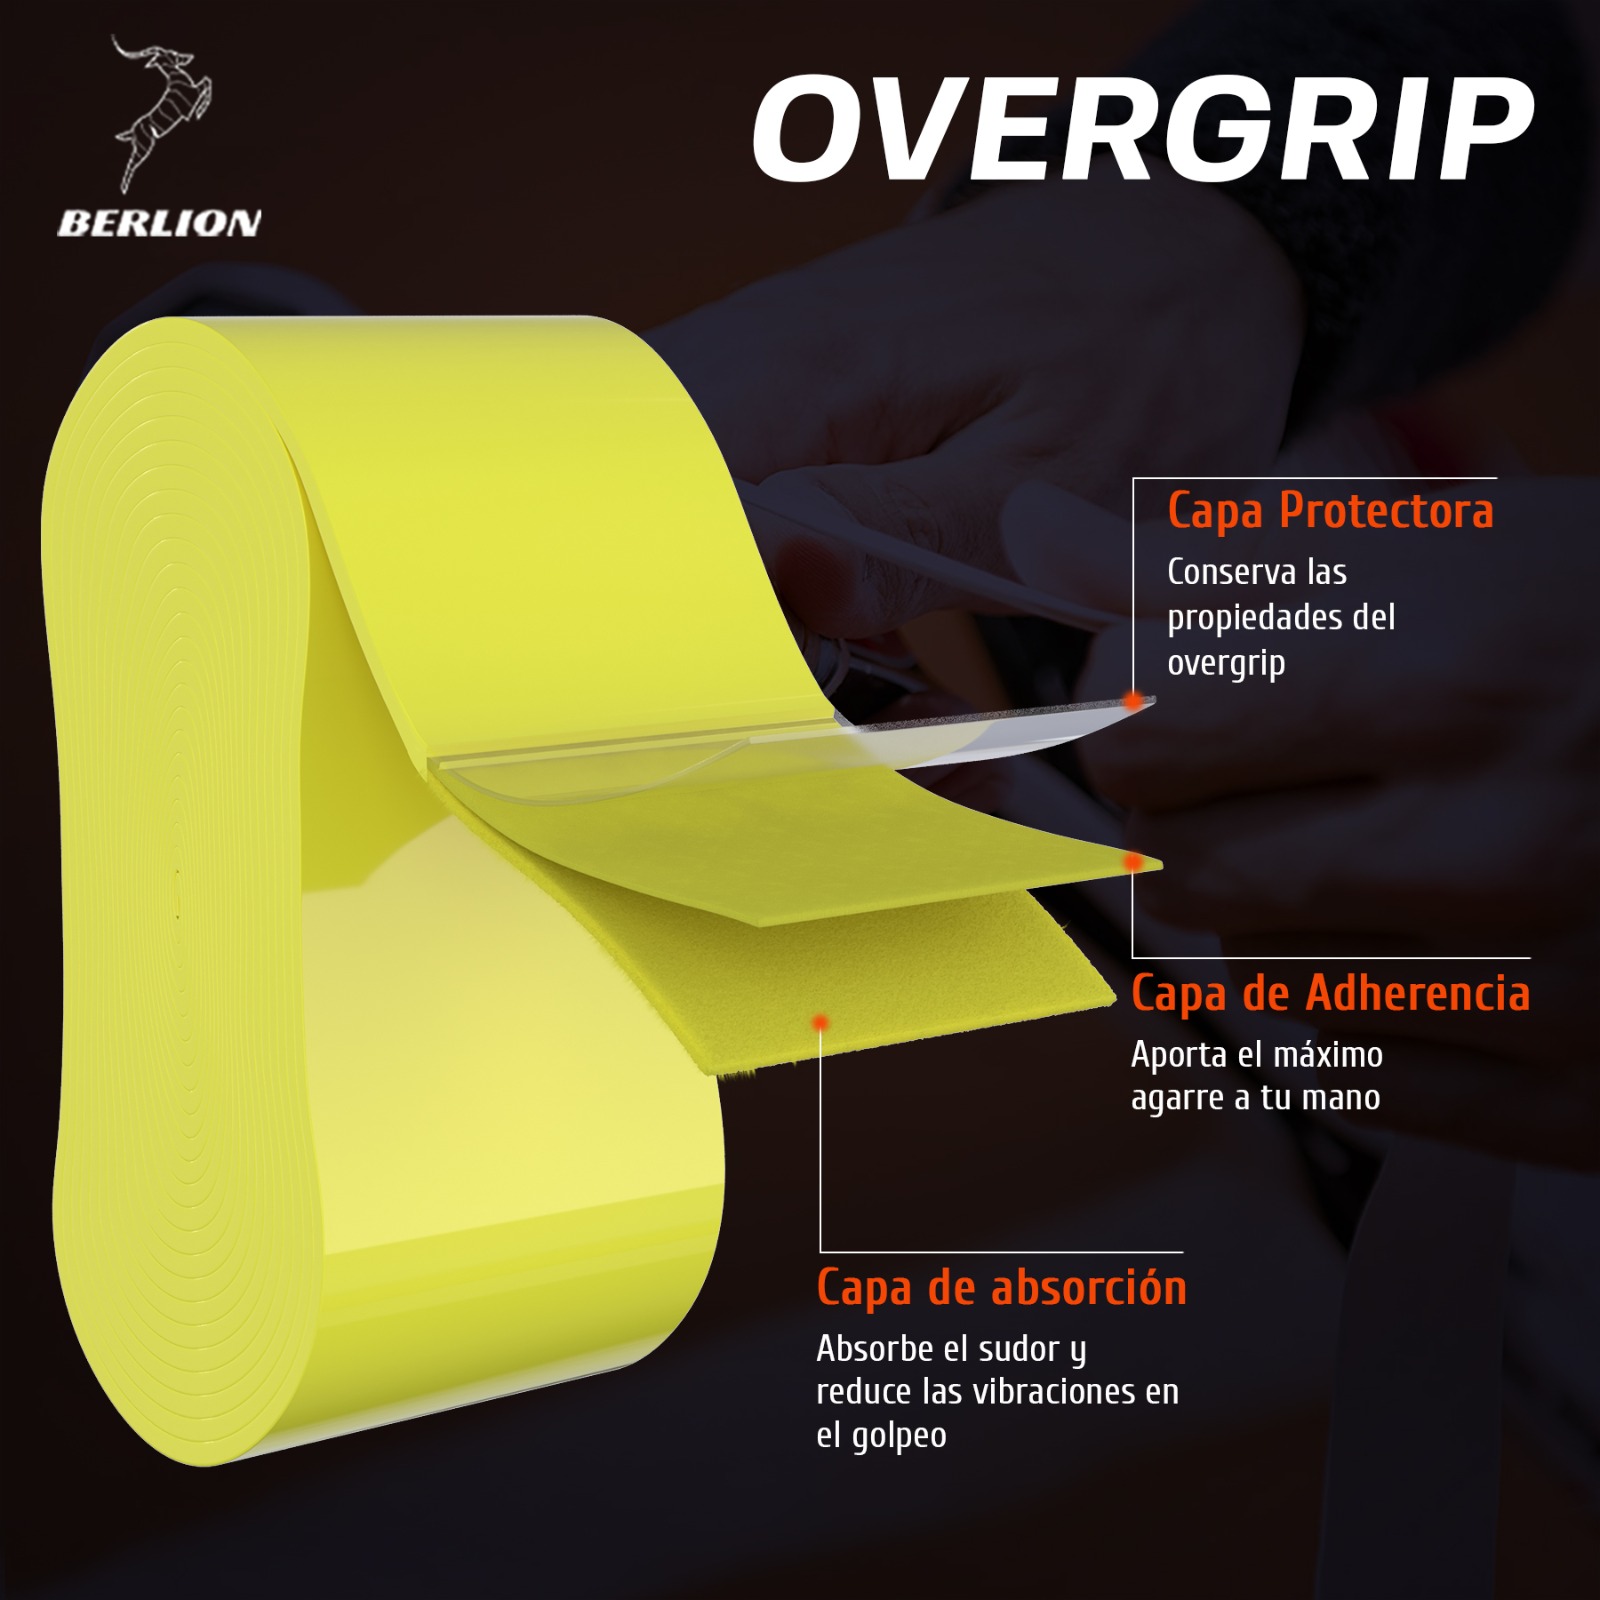 BERLION
OVERGRIP
Capa Protectora
Conserva las
propiedades del
overgrip
Capa de Adherencia
Aporta el máximo
agarre a tu mano
Capa de absorción
Absorbe el sudor y
reduce las vibraciones en
el golpeo